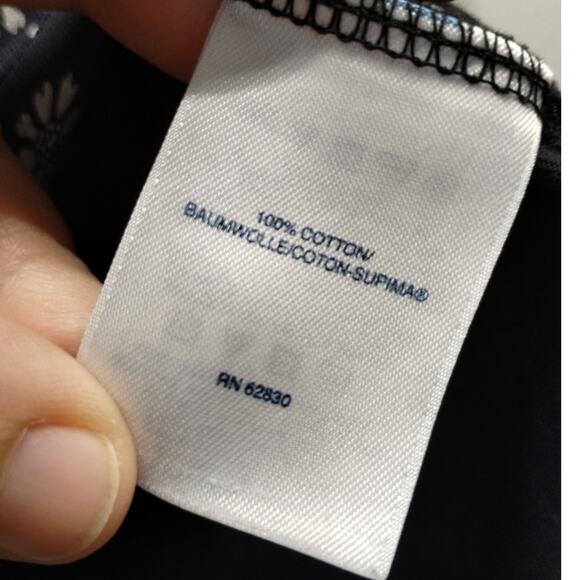 100% COTTON/
BAUMWOLLE/COTON-SUPIMA®
RN 62830